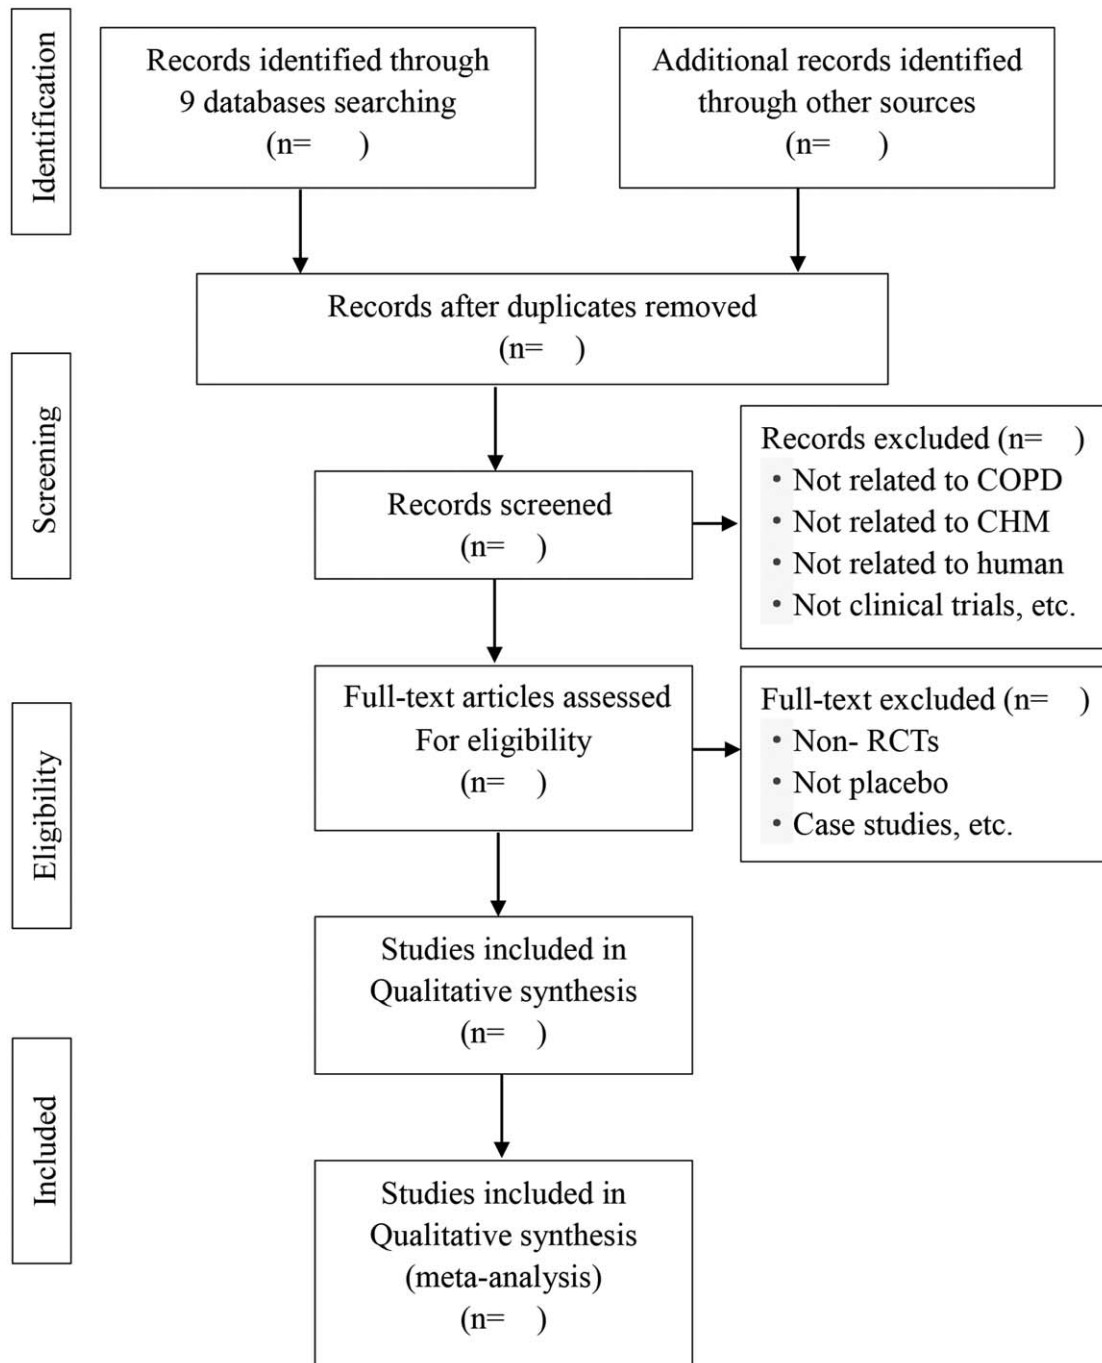 Identification
Records identified through
9 databases searching
(n= )
Additional records identified
through other sources
(n= )
Records after duplicates removed
(n= )
Screening
Records screened
(n= )
Records excluded (n= )
• Not related to COPD
• Not related to CHM
• Not related to human
• Not clinical trials, etc.
Eligibility
Full-text articles assessed
For eligibility
(n= )
Full-text excluded (n= )
• Non- RCTs
• Not placebo
• Case studies, etc.
Studies included in
Qualitative synthesis
(n= )
Included
Studies included in
Qualitative synthesis
(meta-analysis)
(n= )